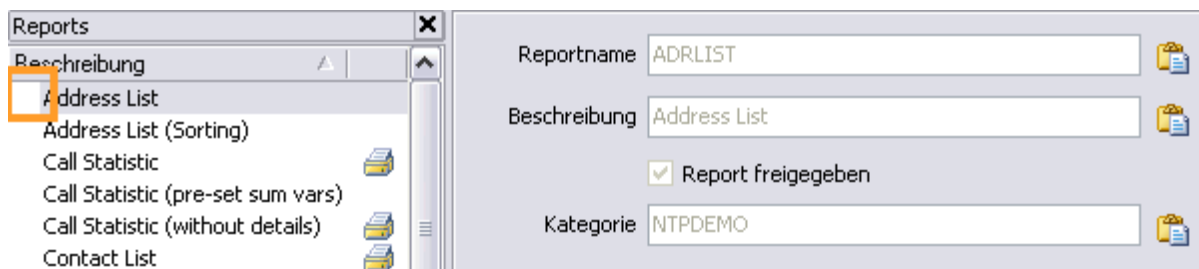 Reports
Beschreibung
Address List
Address List (Sorting)
Call Statistic
Call Statistic (pre-set sum vars)
Call Statistic (without details)
Contact List
Reportname ADRLIST
Beschreibung Address List
Report freigegeben
Kategorie NTPDEMO